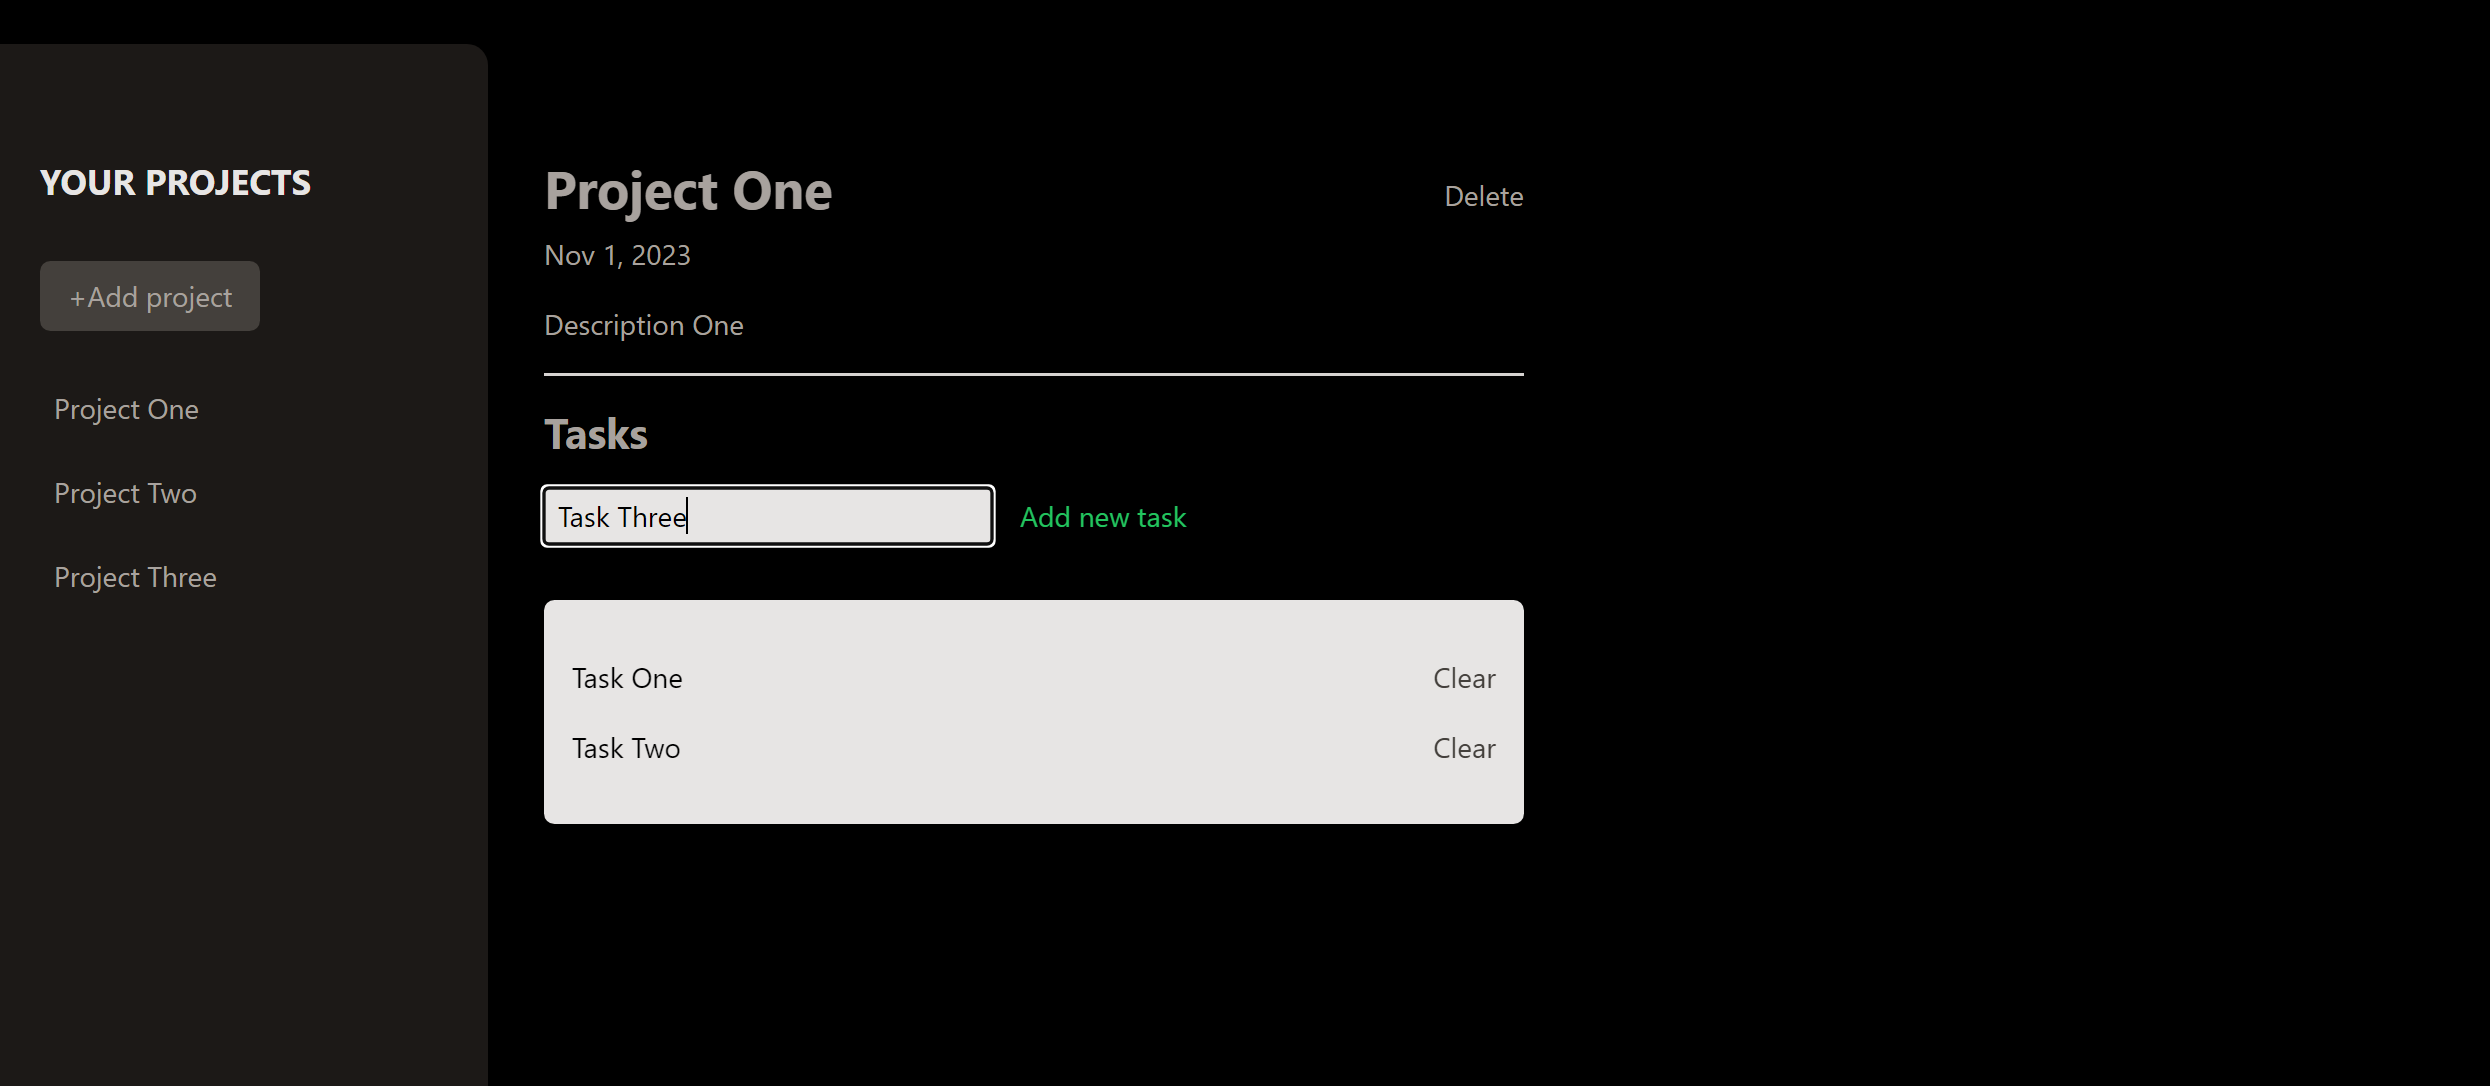 YOUR PROJECTS
+Add project
Project One
Project Two
Project Three
Project One
Delete
Nov 1, 2023
Description One
Tasks
Task Three
Add new task
Task One
Clear
Task Two
Clear